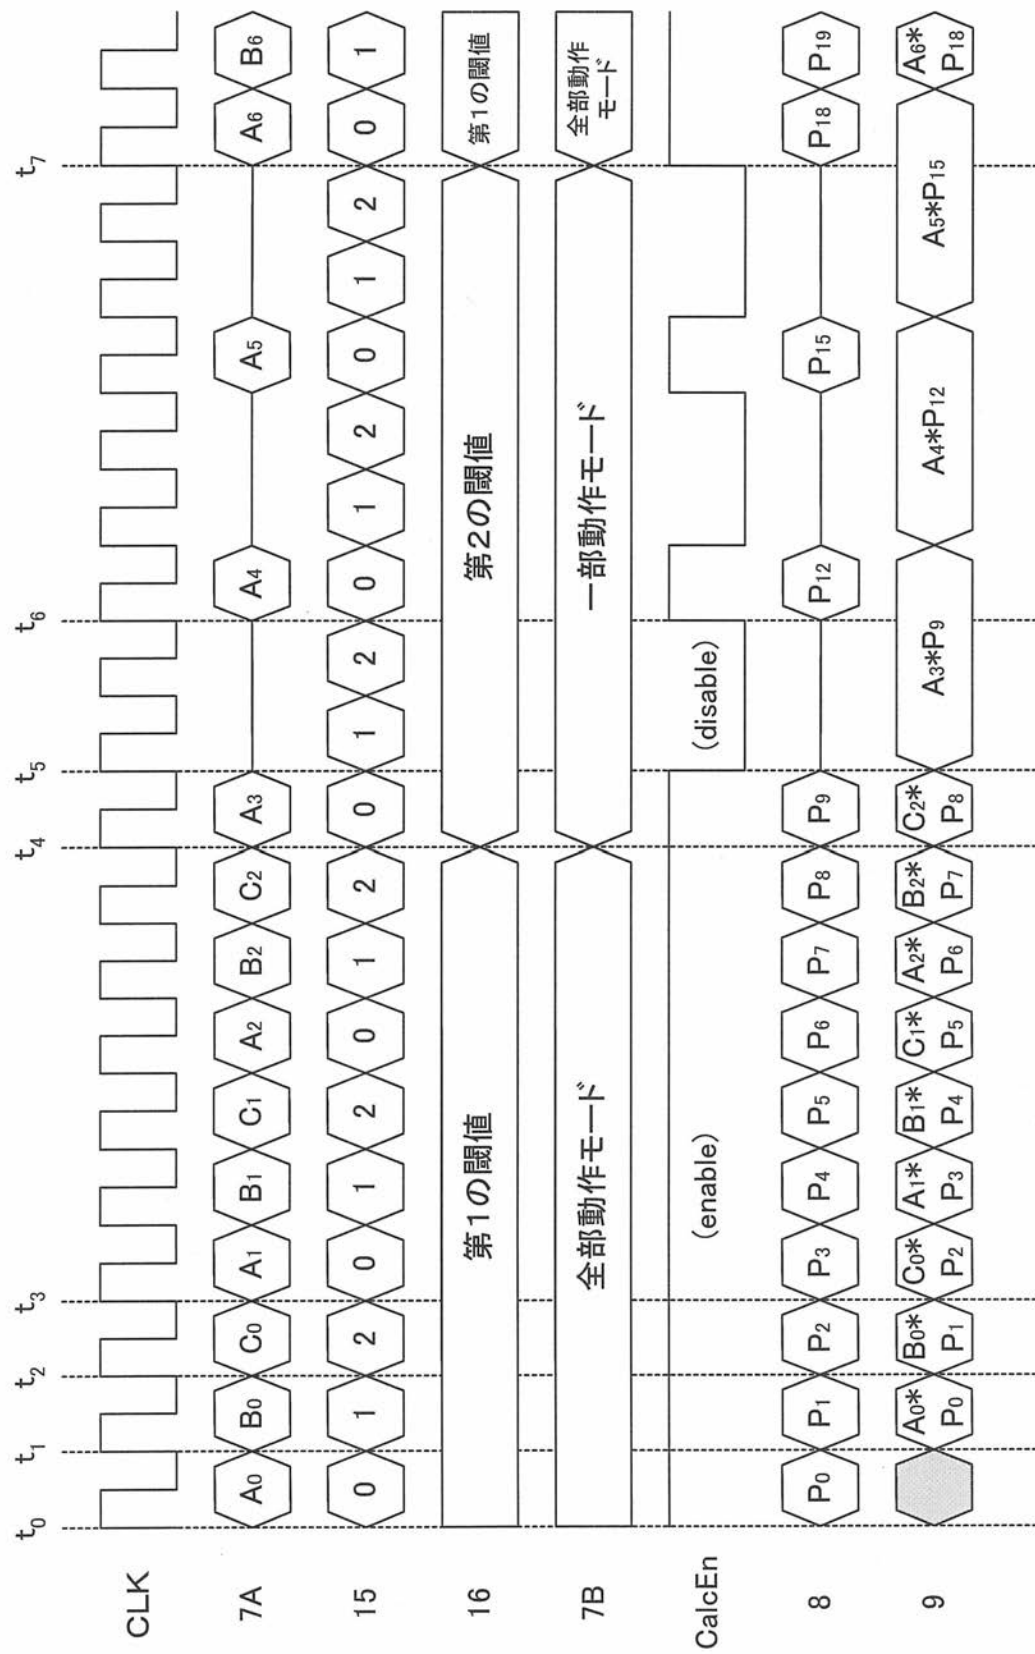 t0 t1 t2 t3 t4 t5 t6 t7
CLK
7A A0 B0 C0 A1 B1 C1 A2 B2 C2 A3 A4 A5 A6 B6
15 0 1 2 0 1 2 0 1 2 0 1 2 0 1 2 0 1 2 0 1
16 第1の閾値 第2の閾値 第1の閾値
7B 全部動作モード 一部動作モード 全部動作
モード
CalcEn (enable) (disable)
8 P0 P1 P2 P3 P4 P5 P6 P7 P8 P9 P12 P15 P18 P19
9 A0* B0* C0* A1* B1* C1* A2* B2* C2* A3*P9 A4*P12 A5*P15 A6*
P0 P1 P2 P3 P4 P5 P6 P7 P8 P18